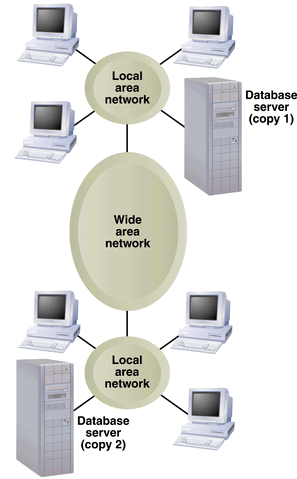 Local
area
network
Database
server
(copy 1)
Wide
area
network
Local
area
network
Database
server
(copy 2)